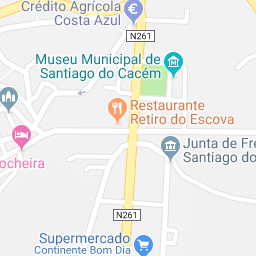 Crédito Agrícola
Costa Azul
N261
Museu Municipal de
Santiago do Cacém
Restaurante
Retiro do Escova
Junta de Fre
Santiago do
ocheira
N261
Supermercado
Continente Bom Dia